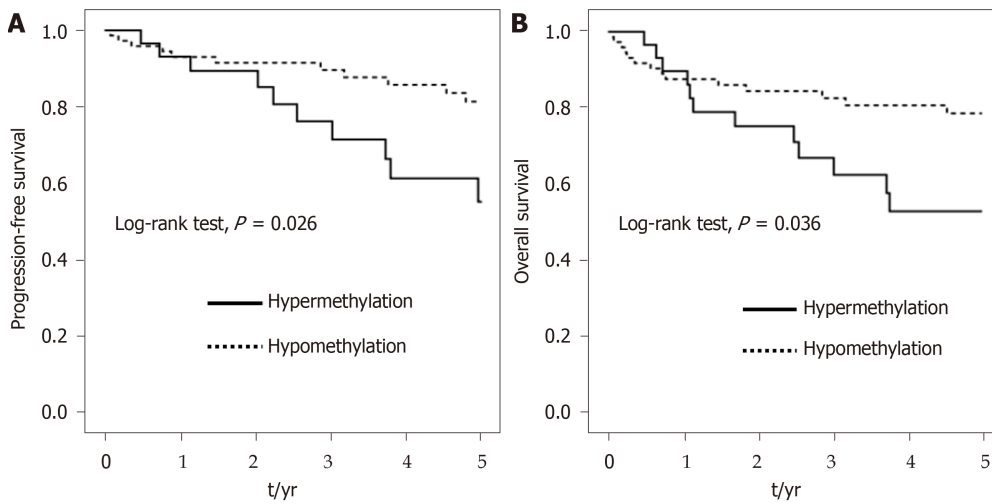 A
Progression-free survival
1.0
0.8
0.6
0.4
0.8
0.0
Log-rank test, P = 0.026
Hypermethylation
Hypomethylation
0 1 2 3 4 5
t/yr
B
Overall survival
1.0
0.8
0.6
0.4
0.8
0.0
Log-rank test, P = 0.036
Hypermethylation
Hypomethylation
0 1 2 3 4 5
t/yr